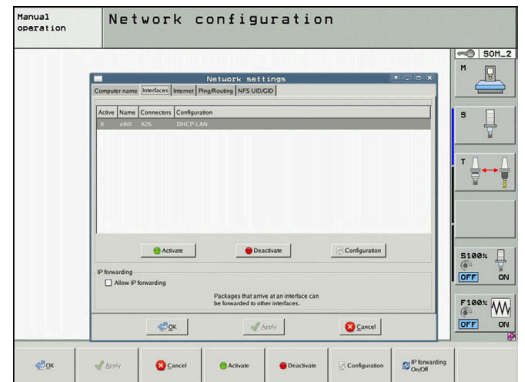 Manual operation
Network configuration
SOM_2
Network settings
Computer name Interfaces Internet Ping/Routing NFS UID/GID
Active Name Connectors Configuration
X eth0 X26 DHCP-LAN
Activate Deactivate Configuration
IP forwarding
Allow IP forwarding
Packages that arrive at an interface can
be forwarded to other interfaces.
OK Apply Cancel
M
S
T
S100%
OFF ON
F100%
OFF ON
OK Apply Cancel Activate Deactivate Configuration IP forwarding On/Off